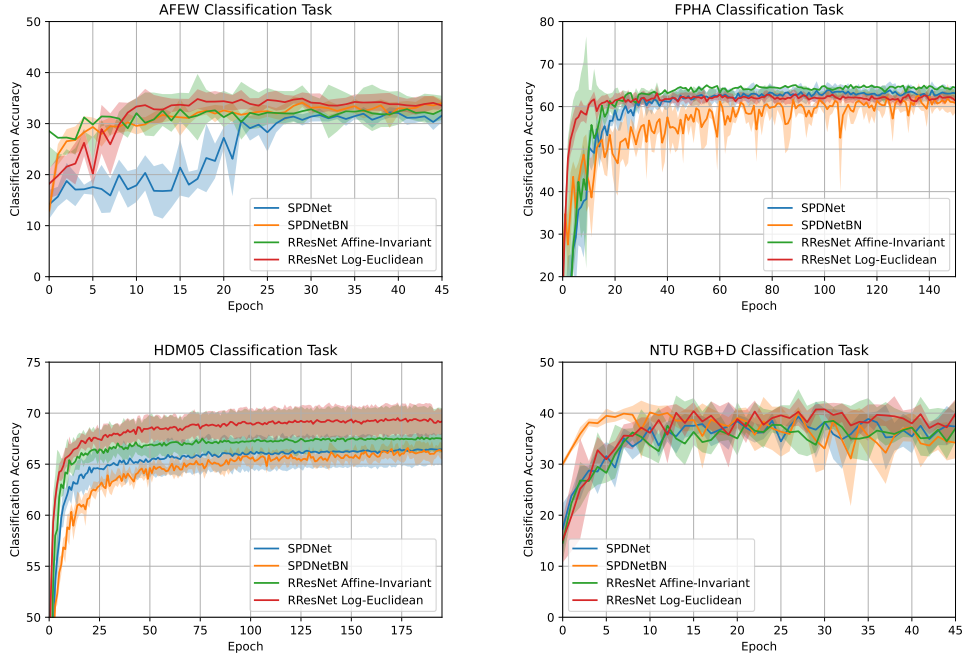 AFEW Classification Task
Classification Accuracy
50
40
30
20
10
0
SPDNet
SPDNetBN
RResNet Affine-Invariant
RResNet Log-Euclidean
0 5 10 15 20 25 30 35 40 45
Epoch
FPHA Classification Task
Classification Accuracy
80
70
60
50
40
30
20
SPDNet
SPDNetBN
RResNet Affine-Invariant
RResNet Log-Euclidean
0 20 40 60 80 100 120 140
Epoch
HDM05 Classification Task
Classification Accuracy
75
70
65
60
55
50
SPDNet
SPDNetBN
RResNet Affine-Invariant
RResNet Log-Euclidean
0 25 50 75 100 125 150 175
Epoch
NTU RGB+D Classification Task
Classification Accuracy
50
40
30
20
10
0
SPDNet
SPDNetBN
RResNet Affine-Invariant
RResNet Log-Euclidean
0 5 10 15 20 25 30 35 40 45
Epoch